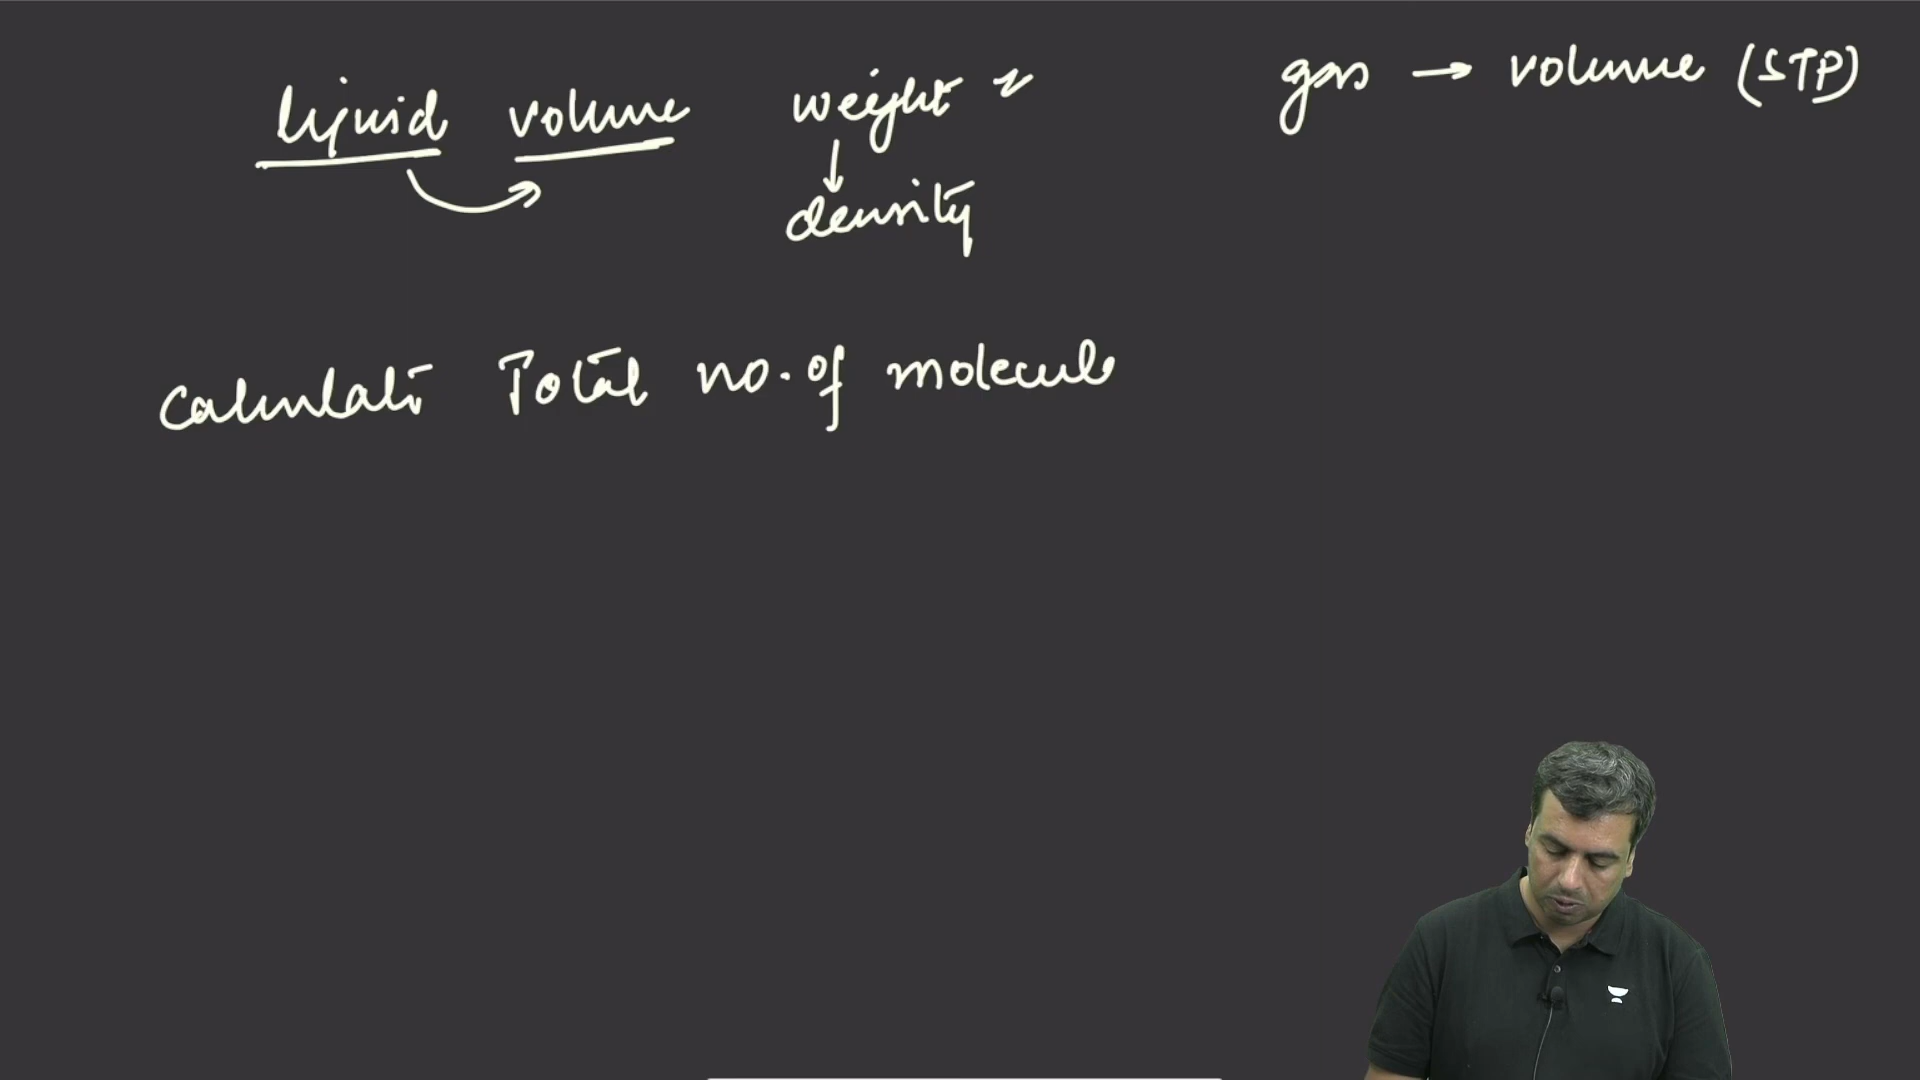 liquid volume weight gas → volume (STP)
↓
density
Calculate Total no. of molecule